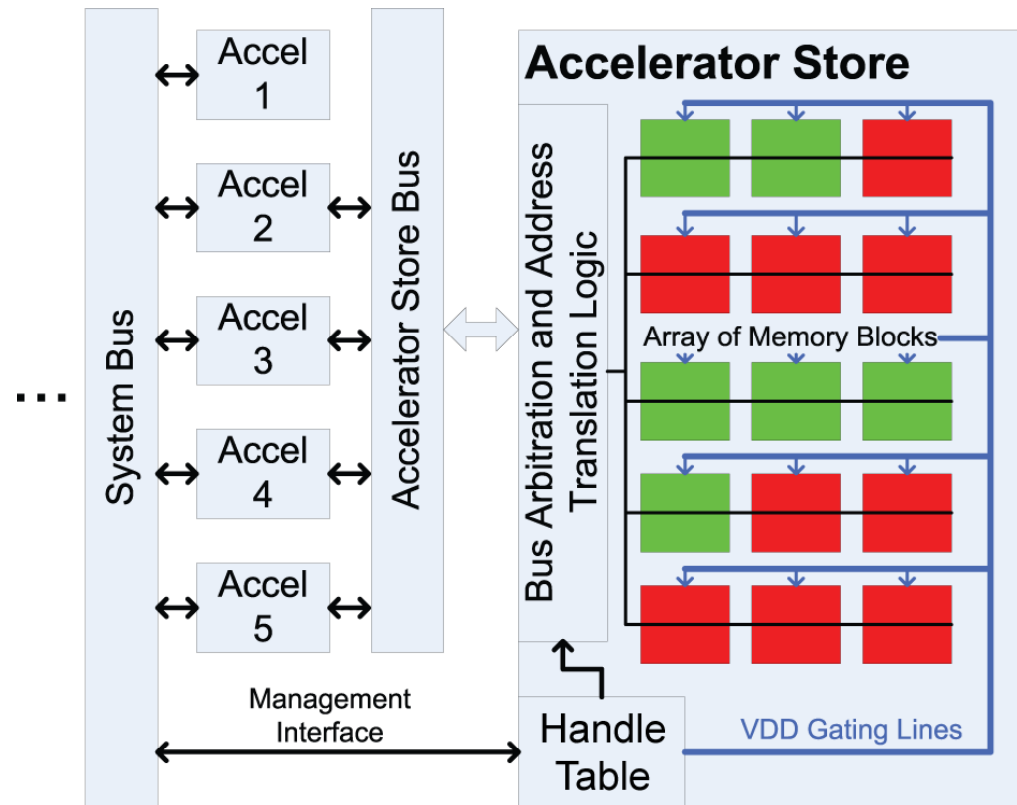 ...
System Bus
Accel
1
Accel
2
Accel
3
Accel
4
Accel
5
Accelerator Store Bus
Management
Interface
Accelerator Store
Bus Arbitration and Address
Translation Logic
Array of Memory Blocks
Handle
Table
VDD Gating Lines